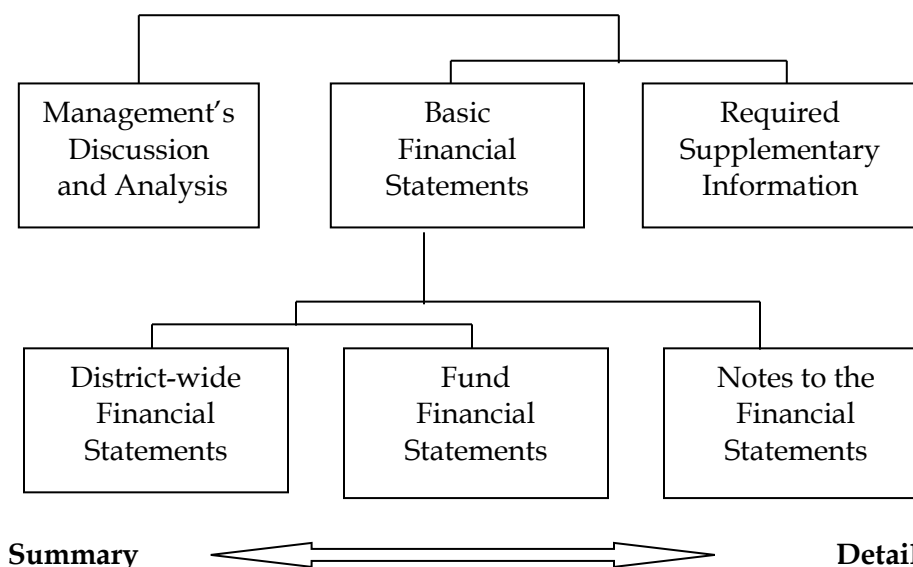 Management’s
Discussion
and Analysis
Basic
Financial
Statements
Required
Supplementary
Information
District-wide
Financial
Statements
Fund
Financial
Statements
Notes to the
Financial
Statements
Summary
Detail